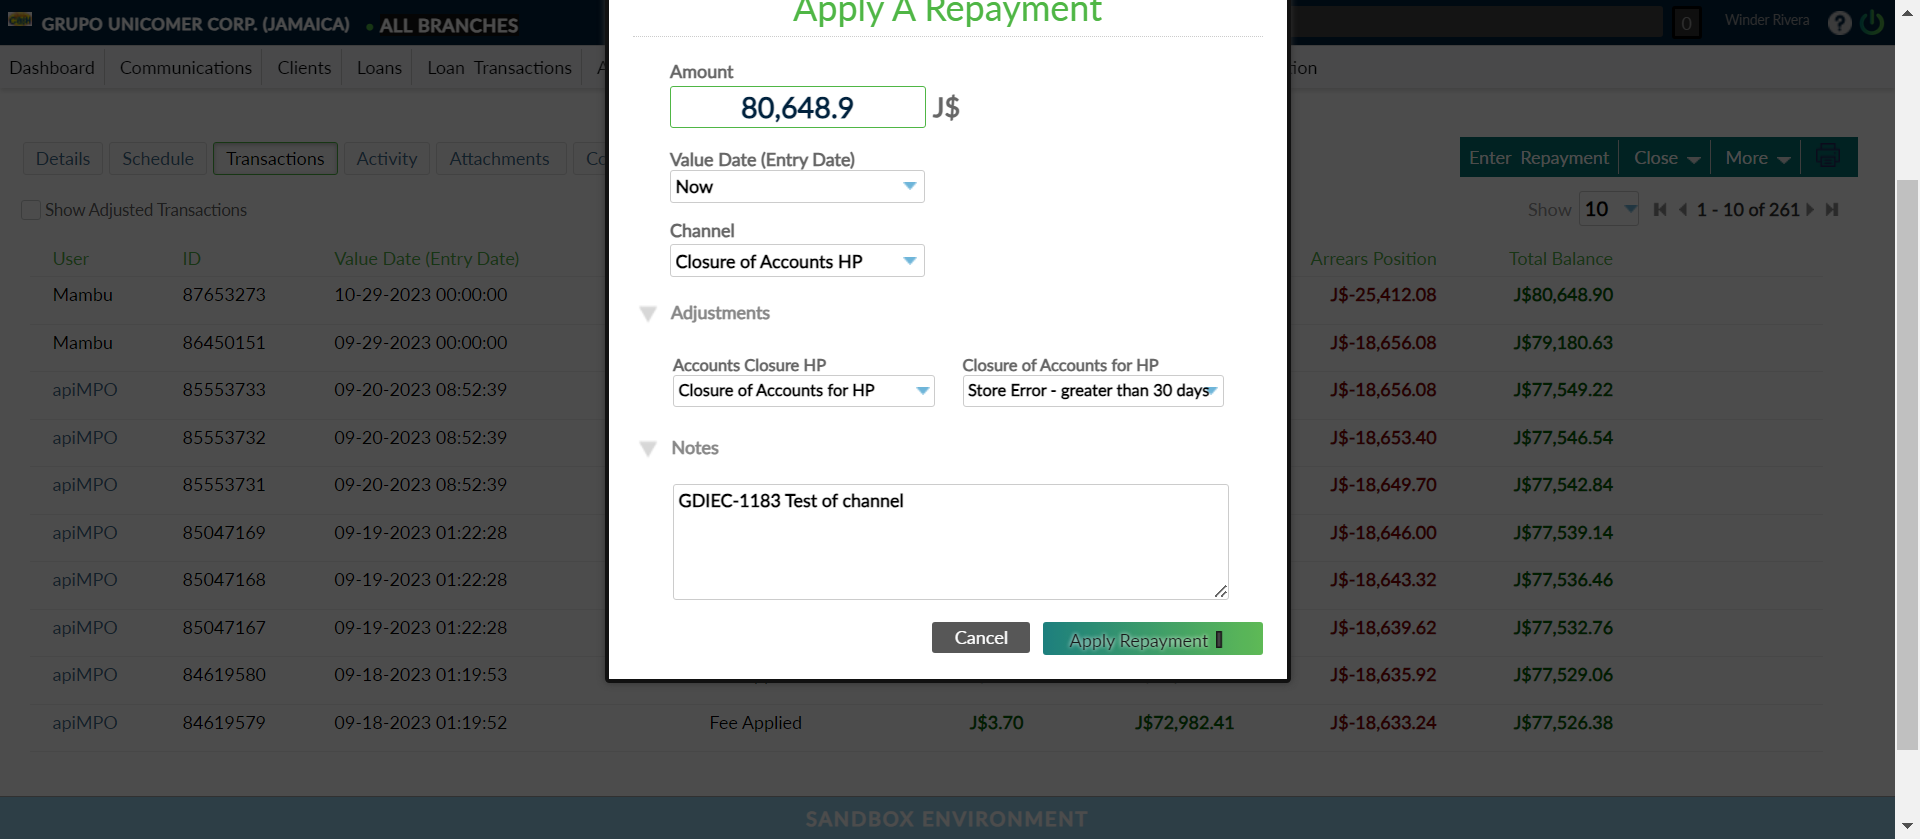 GRUPO UNICOMER CORP. (JAMAICA) • ALL BRANCHES
0 Winder Rivera ?
Dashboard Communications Clients Loans Loan Transactions
Apply A Repayment
Amount
80,648.9 J$
Value Date (Entry Date)
Now
Channel
Closure of Accounts HP
Adjustments
Accounts Closure HP Closure of Accounts for HP
Closure of Accounts for HP Store Error - greater than 30 days
Notes
GDIEC-1183 Test of channel
Cancel Apply Repayment
Details Schedule Transactions Activity Attachments
Enter Repayment Close More
Show Adjusted Transactions
Show 10 1 - 10 of 261
User ID Value Date (Entry Date) Arrears Position Total Balance
Mambu 87653273 10-29-2023 00:00:00 J$-25,412.08 J$80,648.90
Mambu 86450151 09-29-2023 00:00:00 J$-18,656.08 J$79,180.63
apiMPO 85553733 09-20-2023 08:52:39 J$-18,656.08 J$77,549.22
apiMPO 85553732 09-20-2023 08:52:39 J$-18,653.40 J$77,546.54
apiMPO 85553731 09-20-2023 08:52:39 J$-18,649.70 J$77,542.84
apiMPO 85047169 09-19-2023 01:22:28 J$-18,646.00 J$77,539.14
apiMPO 85047168 09-19-2023 01:22:28 J$-18,643.32 J$77,536.46
apiMPO 85047167 09-19-2023 01:22:28 J$-18,639.62 J$77,532.76
apiMPO 84619580 09-18-2023 01:19:53 J$-18,635.92 J$77,529.06
apiMPO 84619579 09-18-2023 01:19:52 Fee Applied J$3.70 J$72,982.41 J$-18,633.24 J$77,526.38
SANDBOX ENVIRONMENT